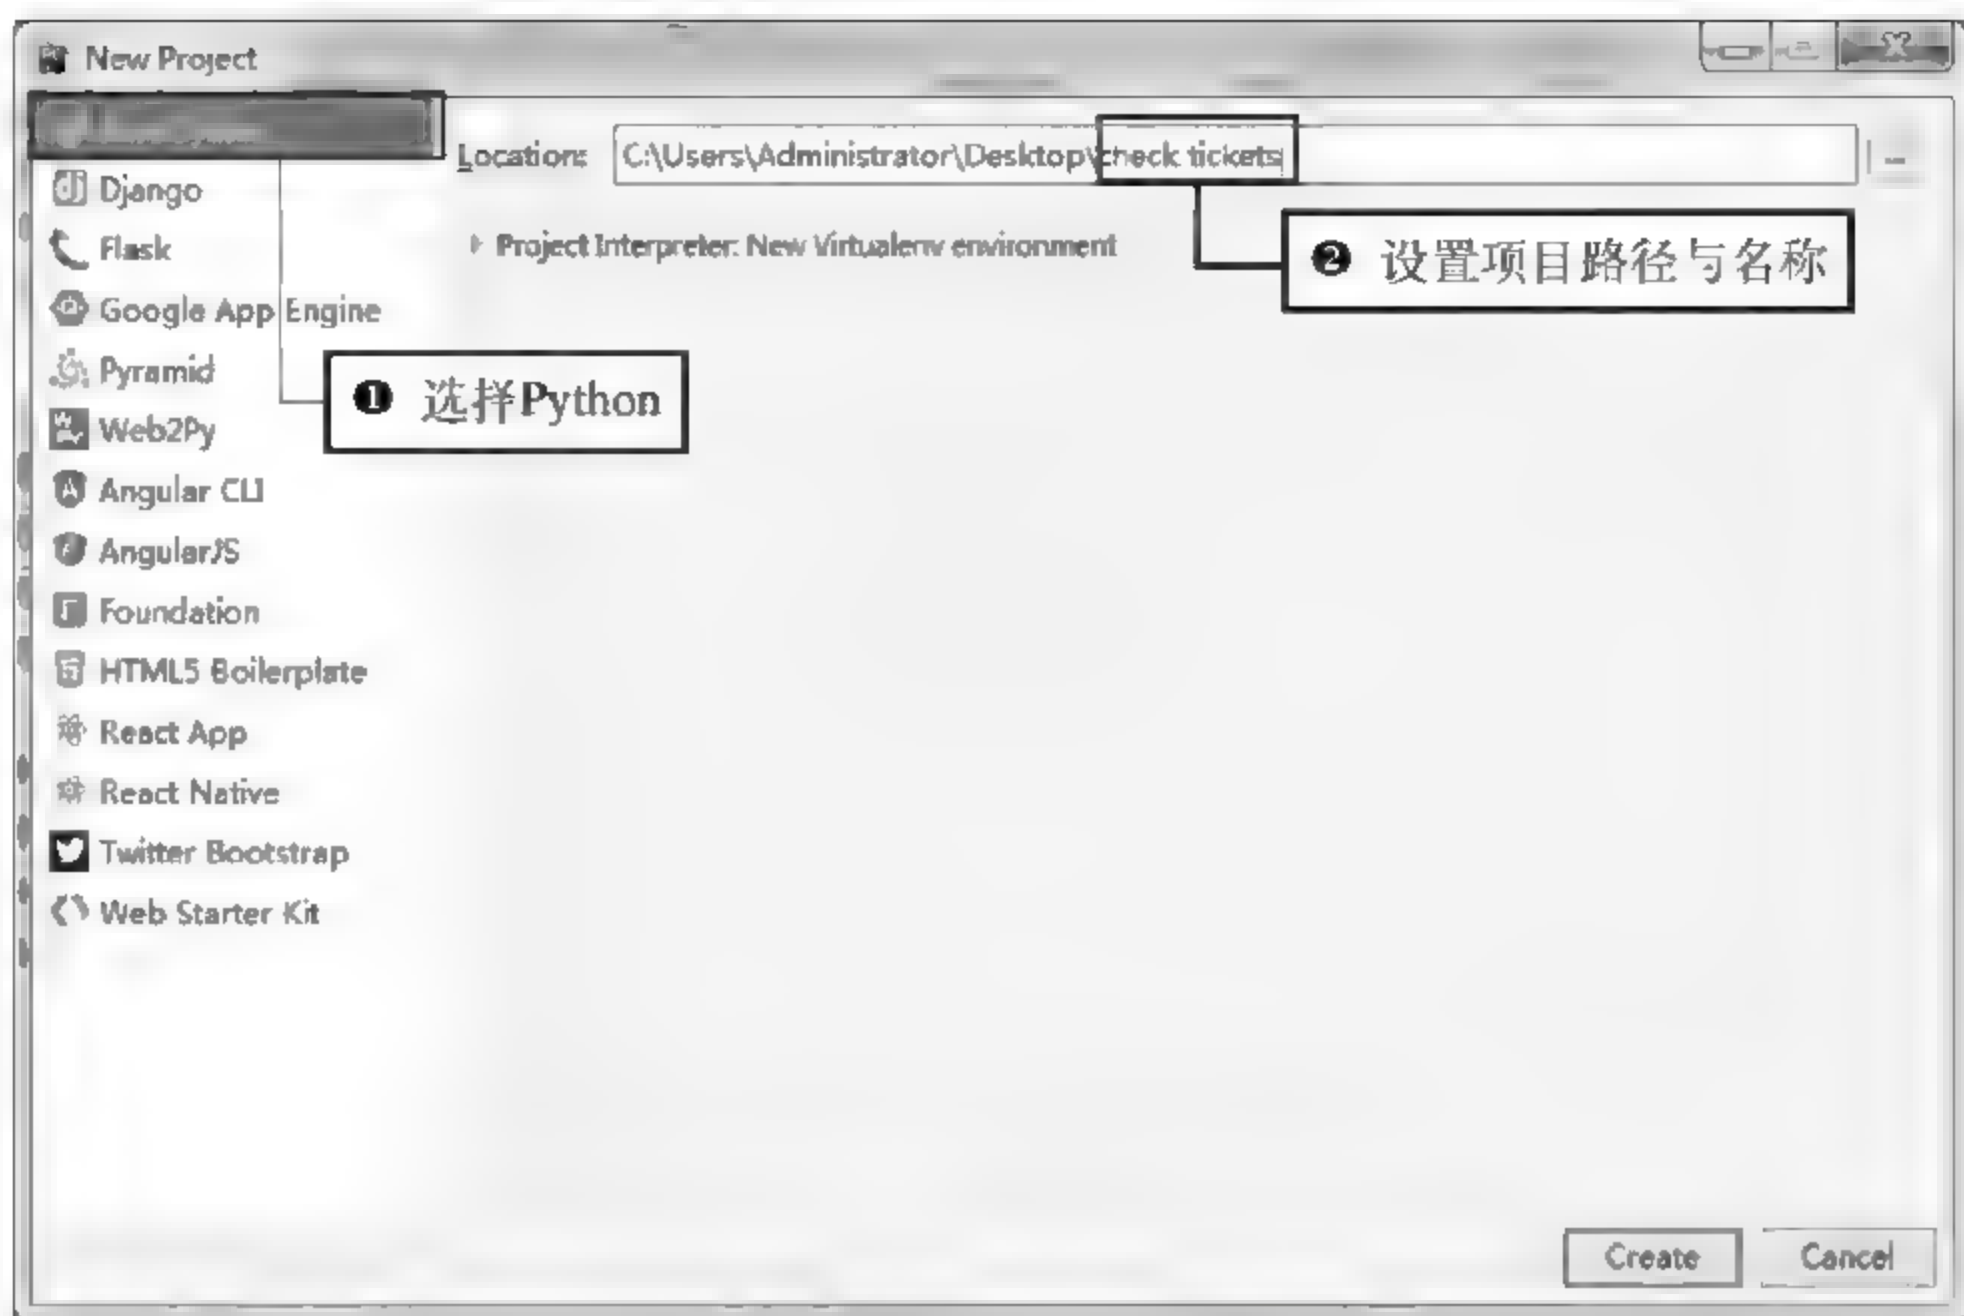 New Project
Location: C:\Users\Administrator\Desktop\check tickets
Django
Flask
Project Interpreter: New Virtualenv environment
❷ 设置项目路径与名称
Google App Engine
Pyramid
❶ 选择Python
Web2Py
Angular CLI
AngularJS
Foundation
HTML5 Boilerplate
React App
React Native
Twitter Bootstrap
Web Starter Kit
Create
Cancel